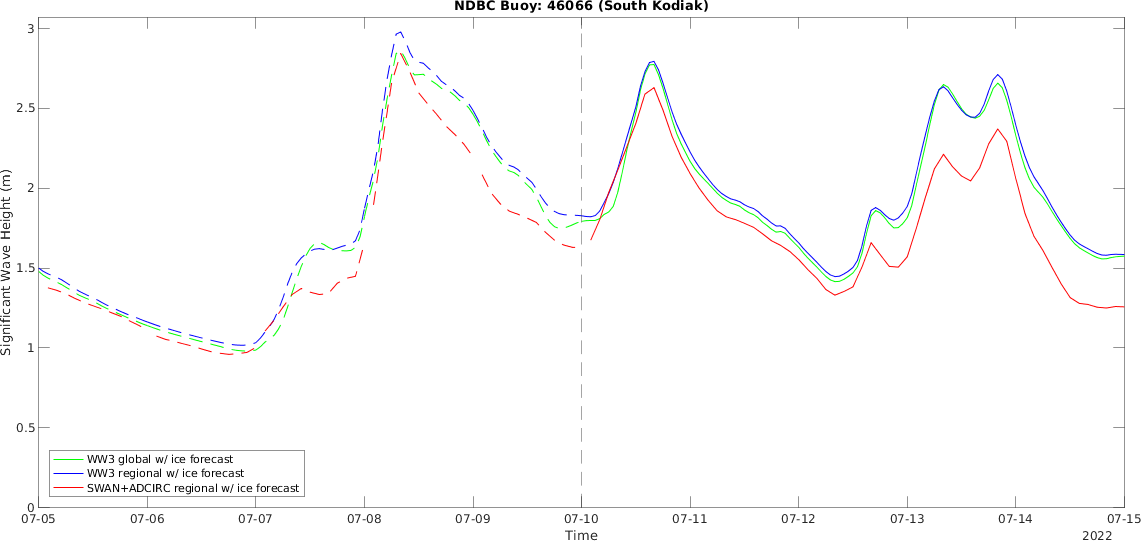 NDBC Buoy: 46066 (South Kodiak)
3
2.5
2
1.5
1
0.5
0
Significant Wave Height (m)
WW3 global w/ ice forecast
WW3 regional w/ ice forecast
SWAN+ADCIRC regional w/ ice forecast
07-05 07-06 07-07 07-08 07-09 07-10 07-11 07-12 07-13 07-14 07-15
Time
2022